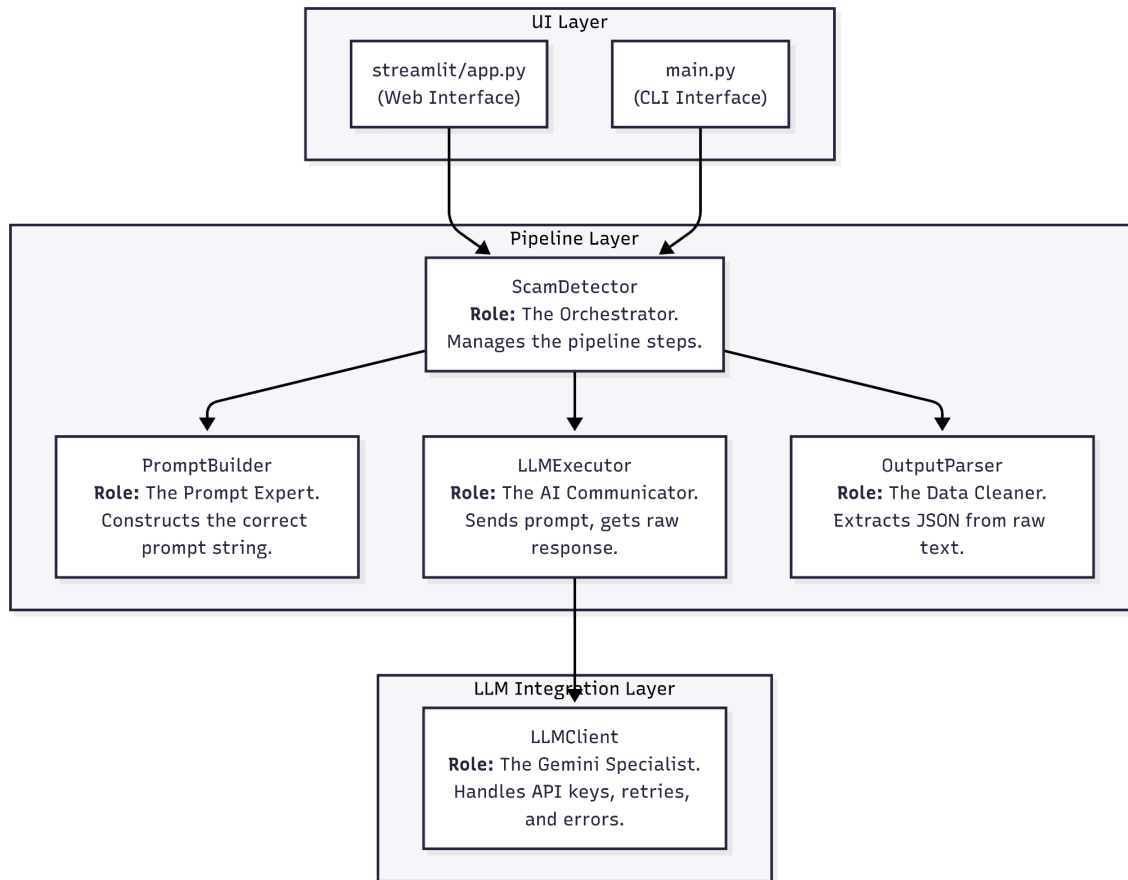 UI Layer
streamlit/app.py
(Web Interface)
main.py
(CLI Interface)
Pipeline Layer
ScamDetector
Role: The Orchestrator.
Manages the pipeline steps.
PromptBuilder
Role: The Prompt Expert.
Constructs the correct
prompt string.
LLMExecutor
Role: The AI Communicator.
Sends prompt, gets raw
response.
OutputParser
Role: The Data Cleaner.
Extracts JSON from raw
text.
LLM Integration Layer
LLMClient
Role: The Gemini Specialist.
Handles API keys, retries,
and errors.